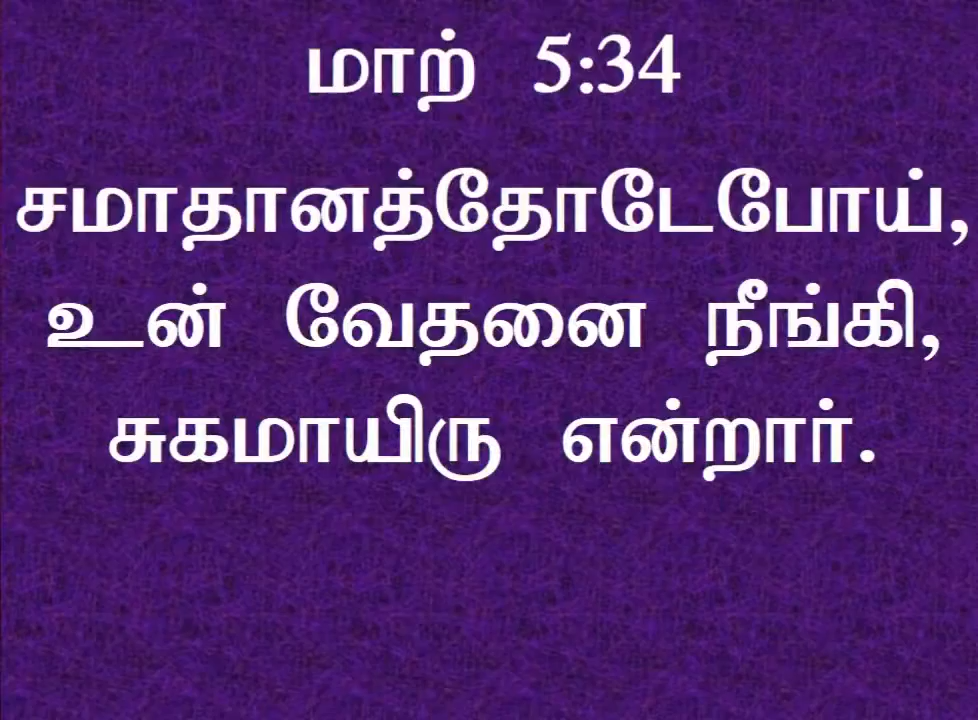 மாற் 5:34
சமாதானத்தோடேபோய்,
உன் வேதனை நீங்கி,
சுகமாயிரு என்றார்.